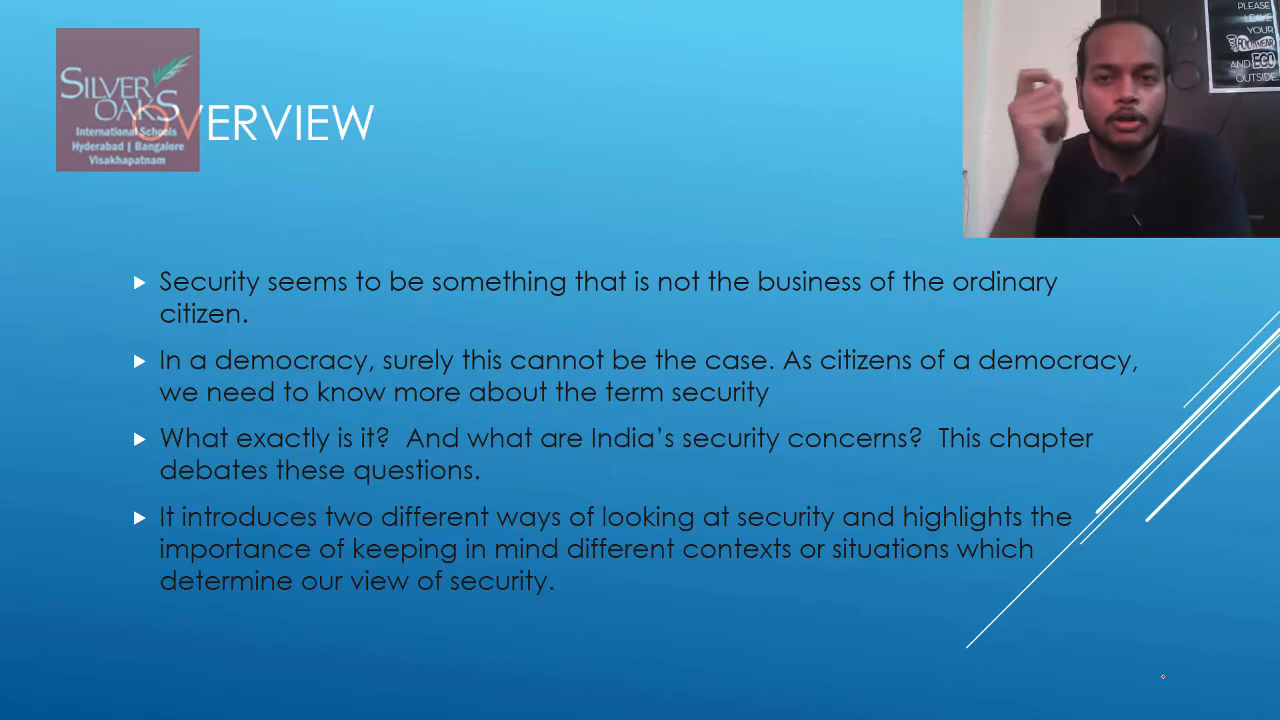 SILVER
OAKS
International Schools
Hyderabad | Bangalore
Visakhapatnam
OVERVIEW
PLEASE
LEAVE
YOUR
FOOTWEAR
AND EGO
OUTSIDE
Security seems to be something that is not the business of the ordinary
citizen.
In a democracy, surely this cannot be the case. As citizens of a democracy,
we need to know more about the term security
What exactly is it? And what are India’s security concerns? This chapter
debates these questions.
It introduces two different ways of looking at security and highlights the
importance of keeping in mind different contexts or situations which
determine our view of security.